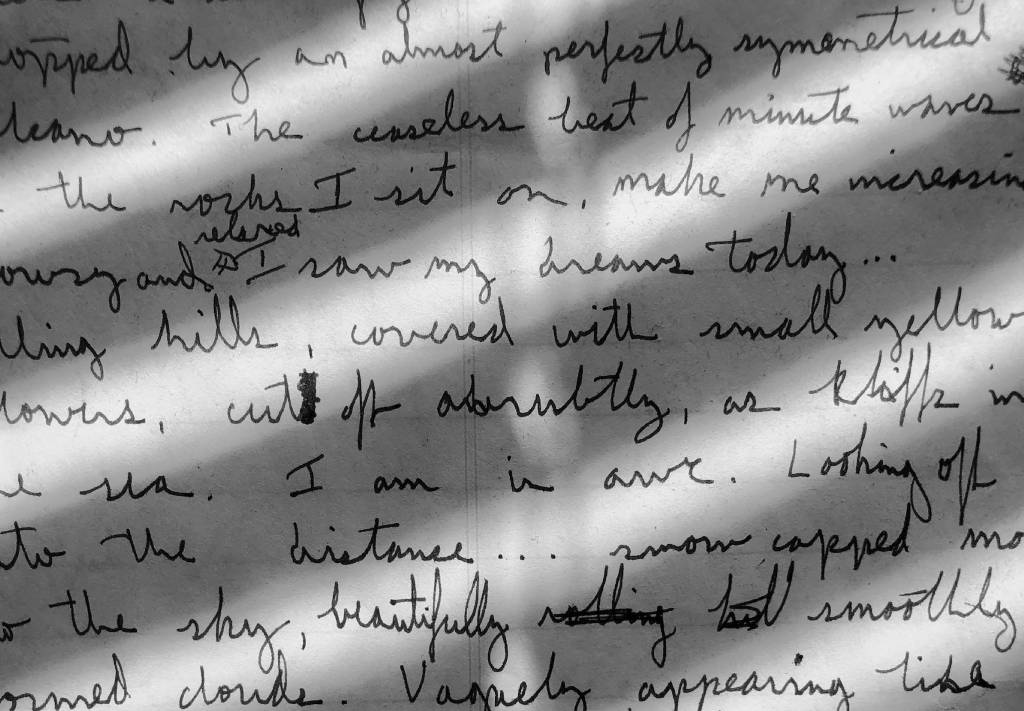 opped by an almost perfestly symmetrical
lcano. The ceaseless beat of minute waves
the rocks I sit on, make me increasin
relaxed
owsy and I saw my dreams today...
lling hills, covered with small yellow
lowers, cut off abrubtly, as kliffs in
e sea. I am in awe. Looking off
nto the distance... snow capped mo
o the sky, beautifully rolling but smoothly
ormed clouds. Vaguely appearing like